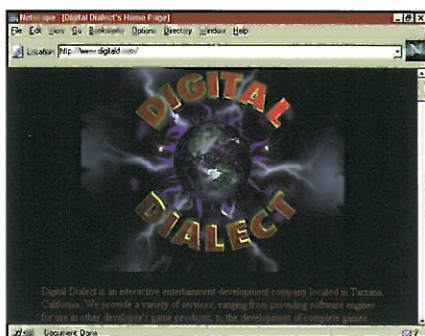 Netscape - [Digital Dialect's Home Page]
File Edit View Go Bookmarks Options Directory Window Help
Location: http://www.digitald.com/
DIGITAL
DIALECT
Digital Dialect is an interactive entertainment development company located in Tarzana,
California. We provide a variety of services, ranging from providing software engines
for use in other developer's game products, to the development of complete games.
Document: Done